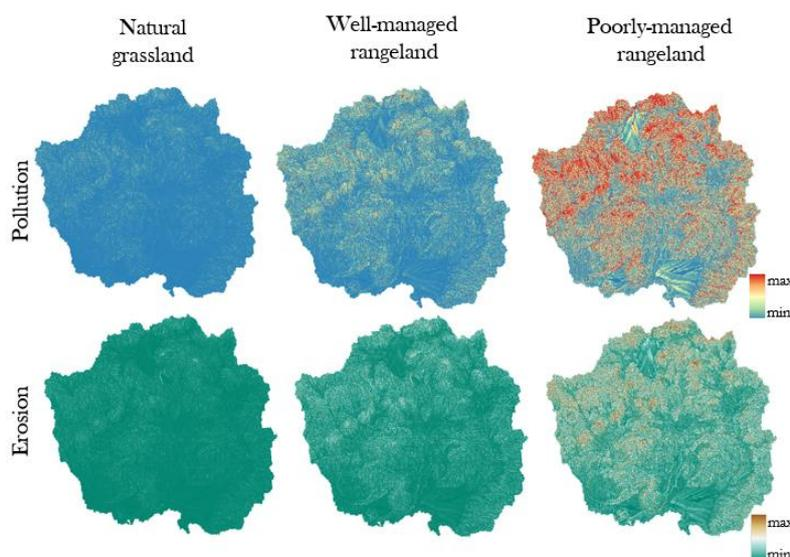 Natural
grassland
Well-managed
rangeland
Poorly-managed
rangeland
Pollution
max
min
Erosion
max
min